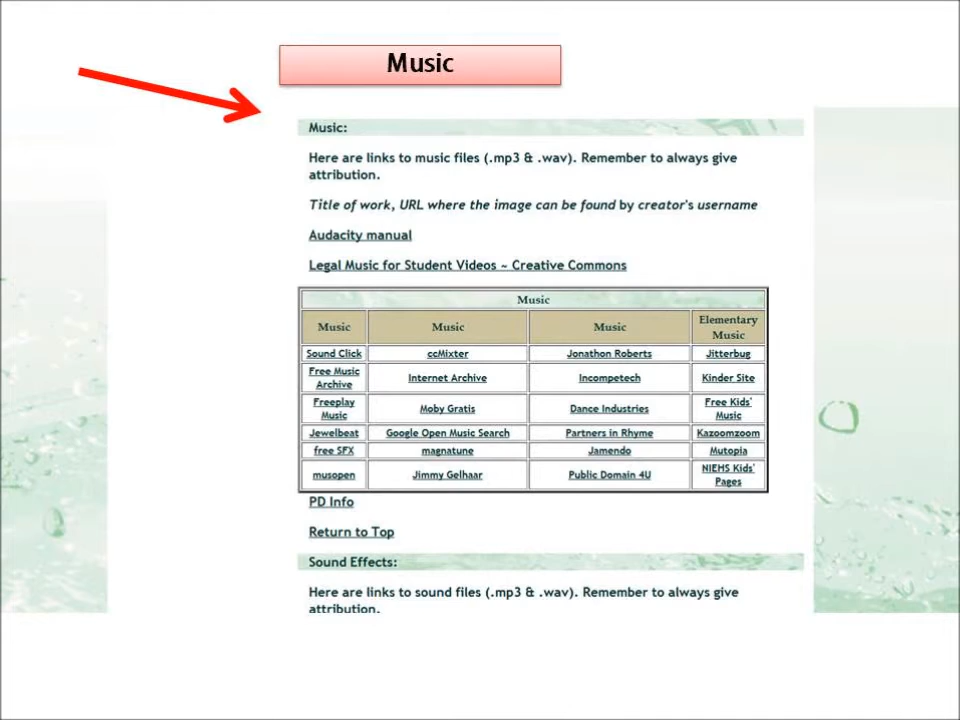 Music
Music:
Here are links to music files (.mp3 & .wav). Remember to always give
attribution.
Title of work, URL where the image can be found by creator's username
Audacity manual
Legal Music for Student Videos ~ Creative Commons
Music
Music Music Music Elementary
Music
Sound Click ccMixter Jonathon Roberts Jitterbug
Free Music
Archive Internet Archive Incompetech Kinder Site
Freeplay
Music Moby Gratis Dance Industries Free Kids'
Music
Jewelbeat Google Open Music Search Partners in Rhyme Kazoomzoom
free SFX magnatune Jamendo Mutopia
musopen Jimmy Gelhaar Public Domain 4U NIEHS Kids'
Pages
PD Info
Return to Top
Sound Effects:
Here are links to sound files (.mp3 & .wav). Remember to always give
attribution.